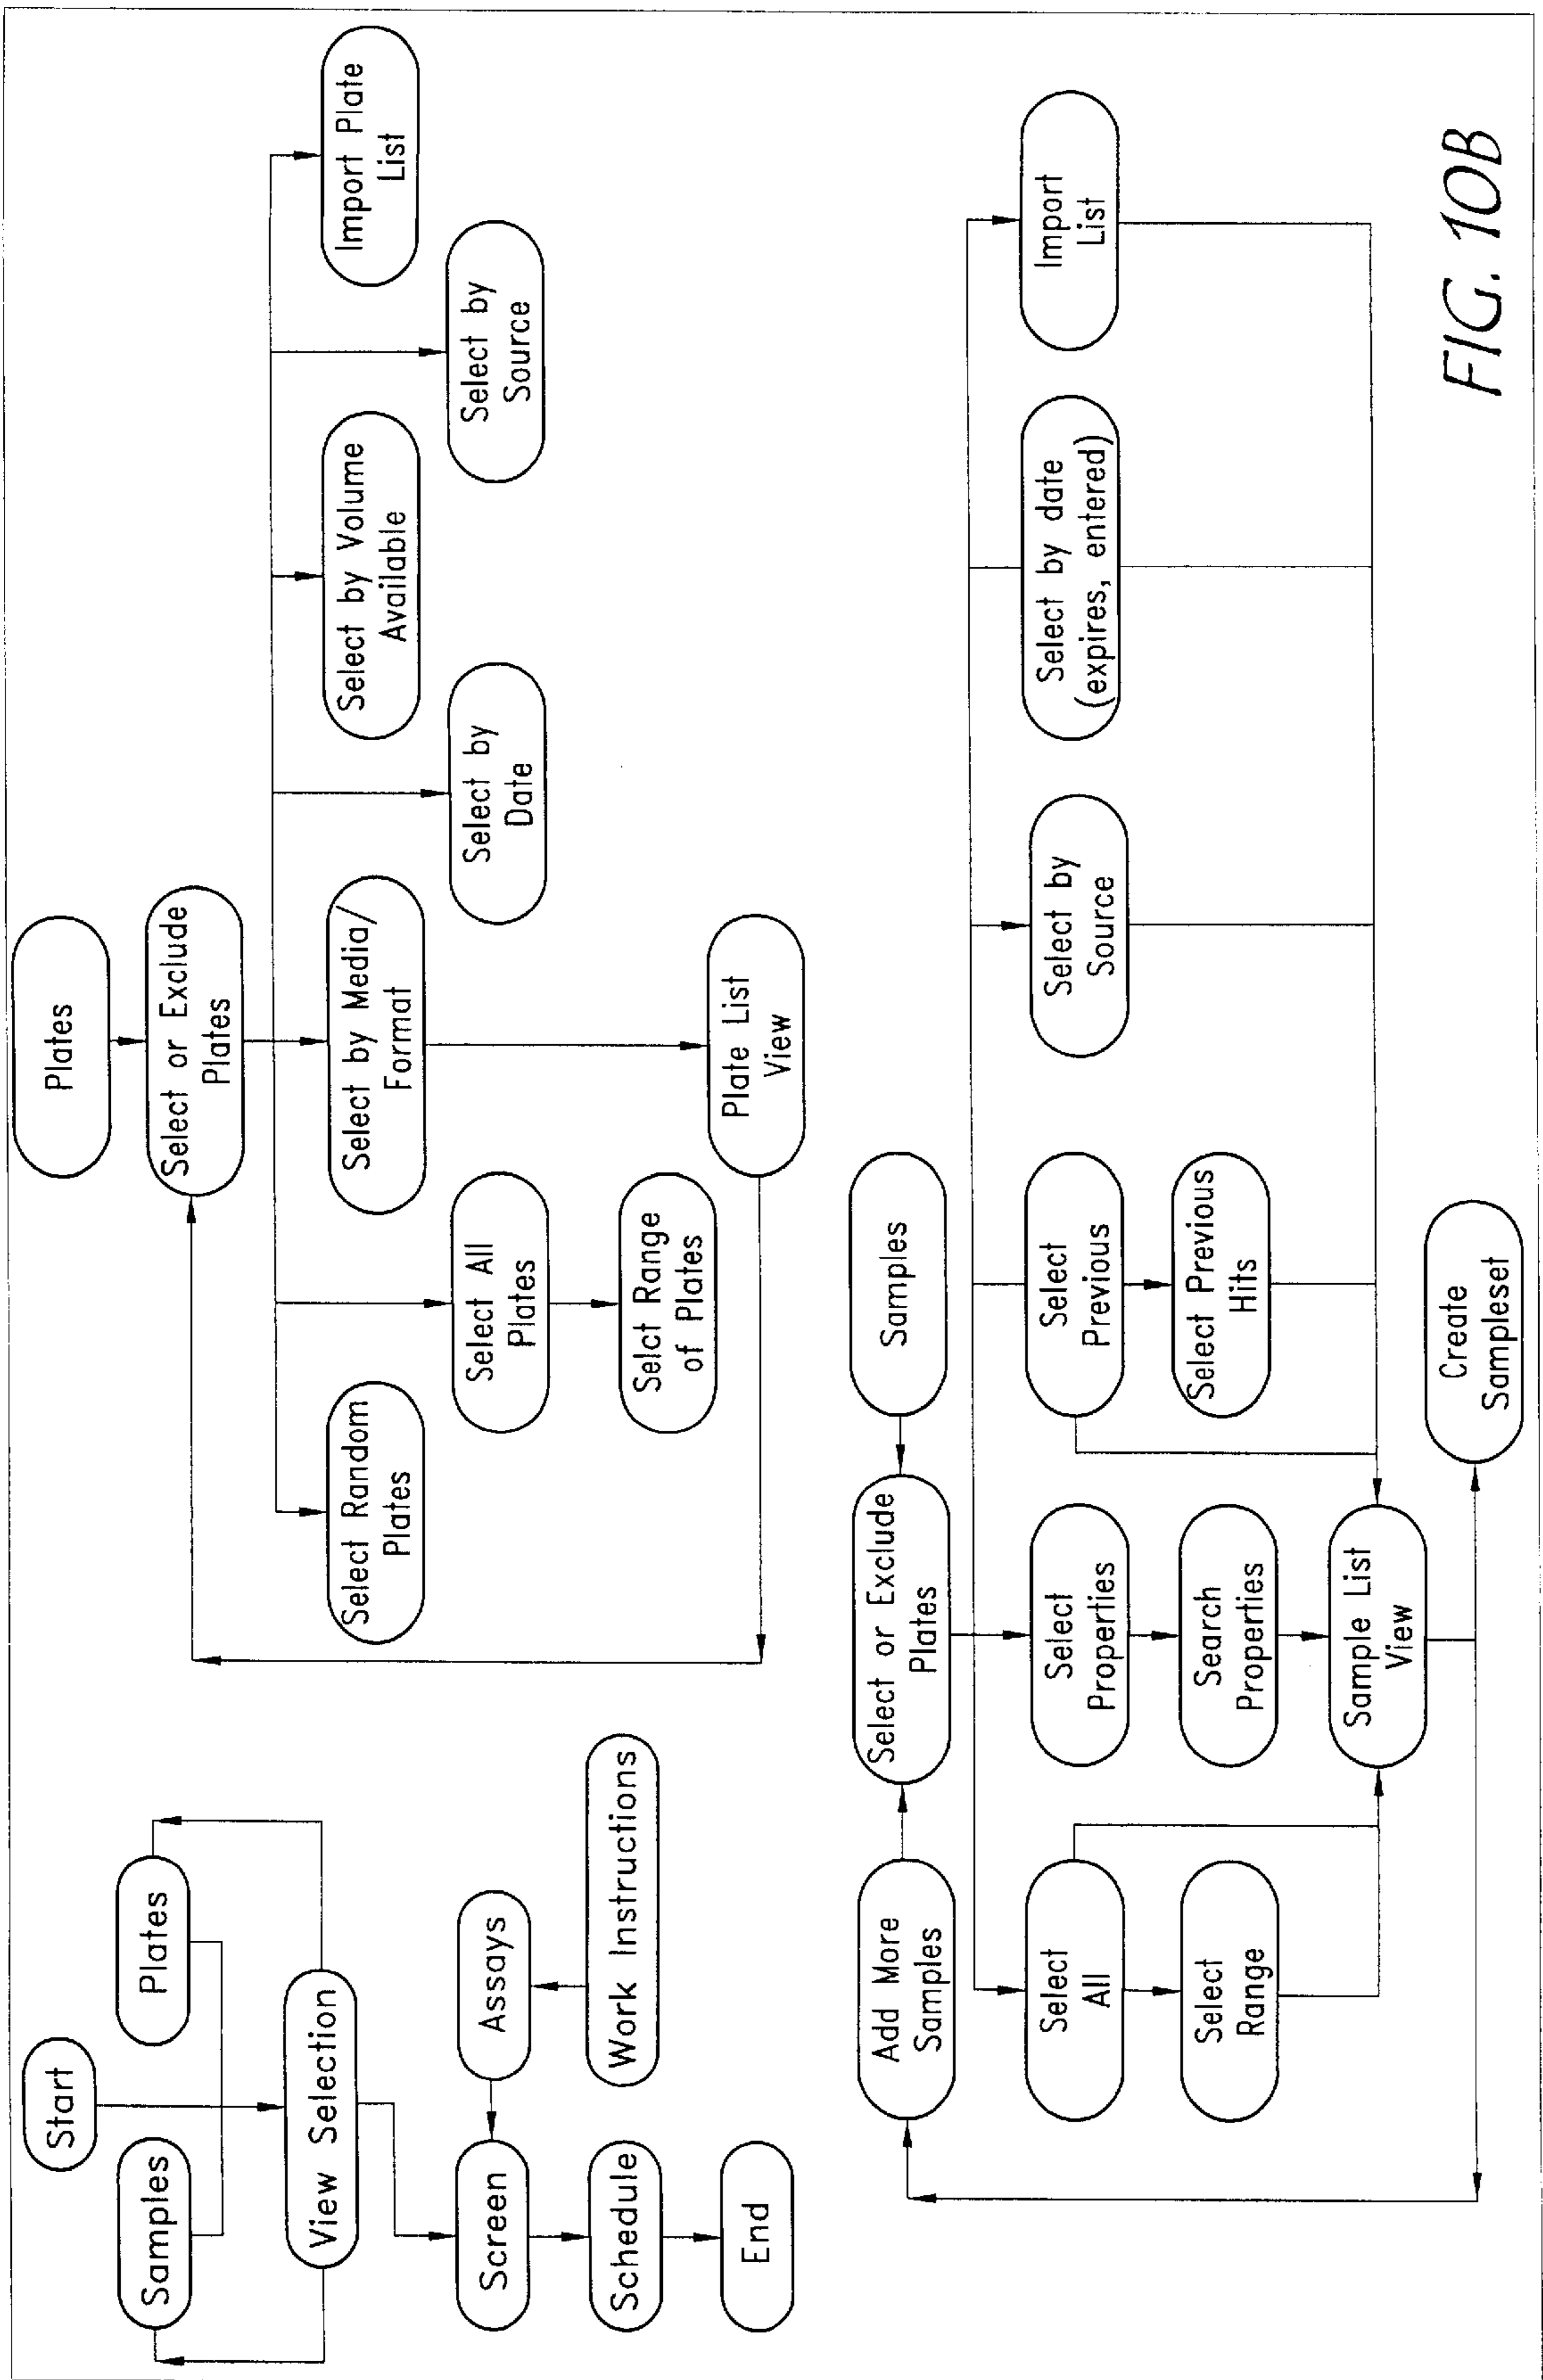 Start
Samples
Plates
View Selection
Screen
Assays
Schedule
Work Instructions
End
Plates
Select or Exclude
Plates
Select Random
Plates
Select by Media/
Format
Select by Volume
Available
Import Plate
List
Select All
Plates
Select by
Date
Select by
Source
Selct Range
of Plates
Plate List
View
Add More
Samples
Select or Exclude
Plates
Samples
Select
All
Select
Properties
Select
Previous
Select by
Source
Select by date
(expires, entered)
Import
List
Select
Range
Search
Properties
Select Previous
Hits
Sample List
View
Create
Sampleset
FIG. 10B